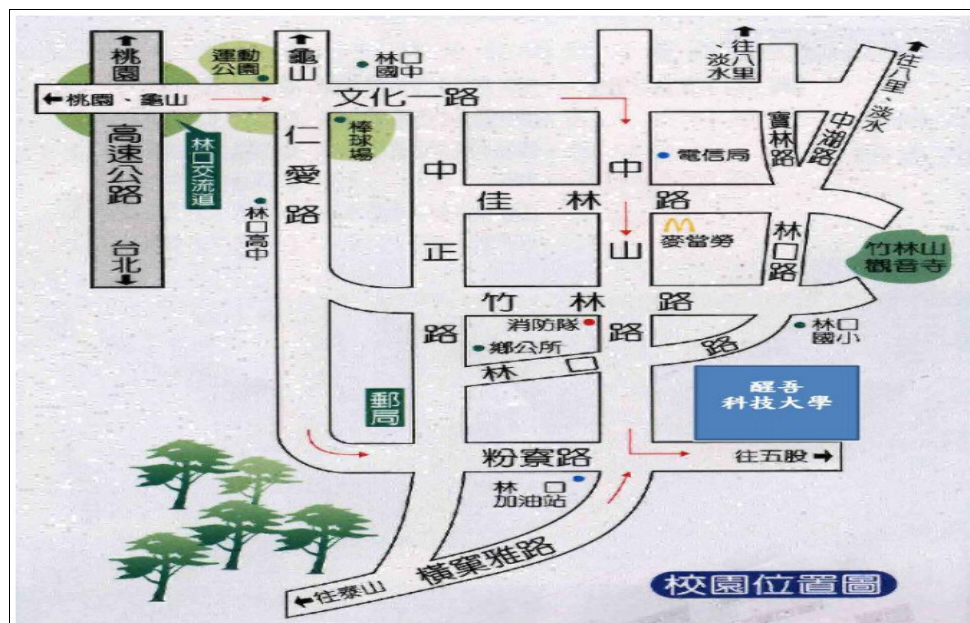 桃園
運動
公園
龜山
林口
國中
往八里
、淡水
往八里、淡水
桃園、龜山
文化一路
高速公路
台北
林口交流道
仁愛路
棒球場
林口高中
中正路
中山路
電信局
寶林路
中湖路
佳林路
麥當勞
林口路
竹林山
觀音寺
竹林路
消防隊
鄉公所
林口路
林口
國小
郵局
醒吾
科技大學
粉寮路
往五股
林口
加油站
橫窠雅路
往泰山
校園位置圖